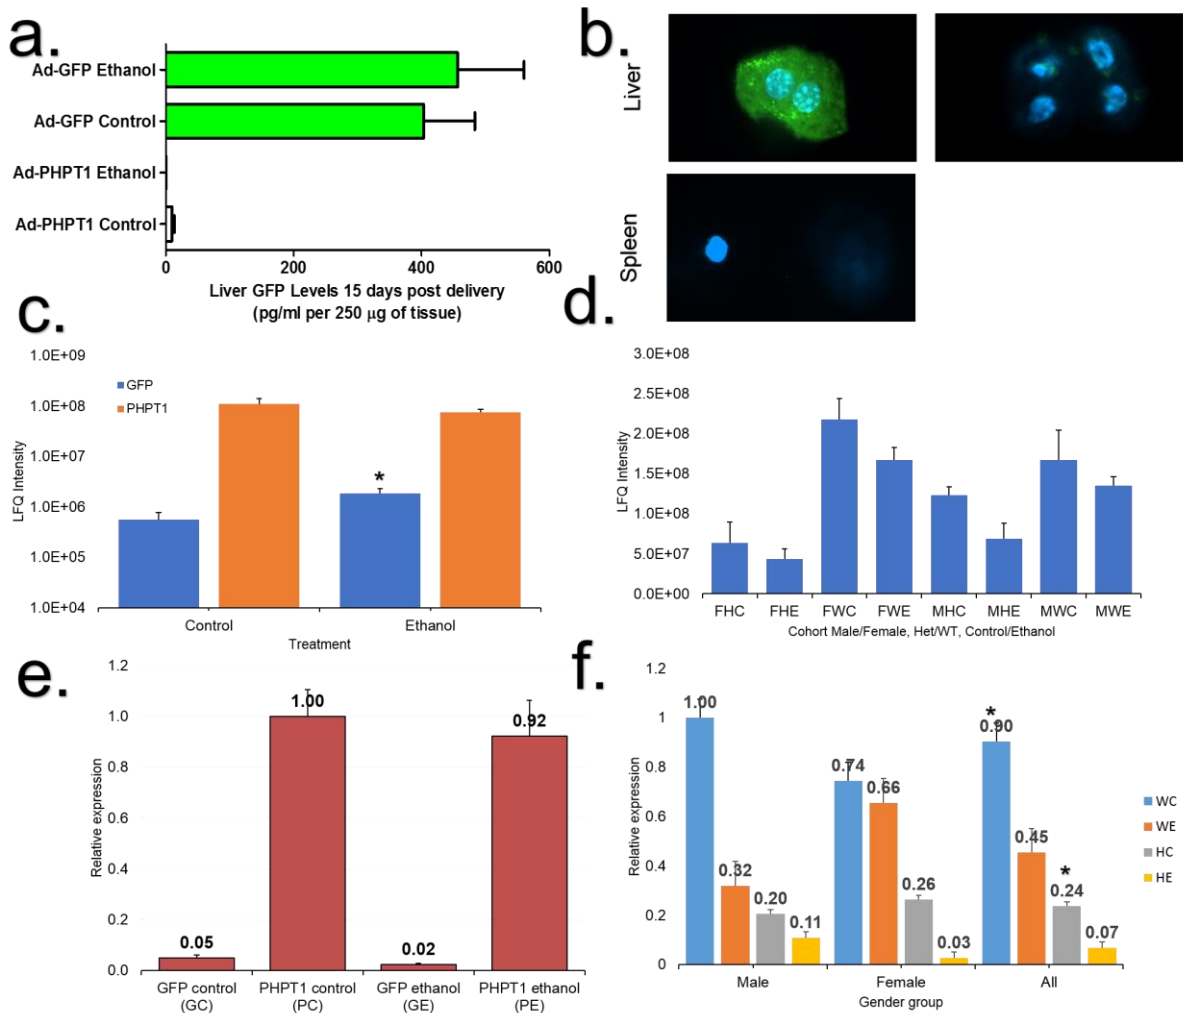 a.
Ad-GFP Ethanol
Ad-GFP Control
Ad-PHPT1 Ethanol
Ad-PHPT1 Control
0 200 400 600
Liver GFP Levels 15 days post delivery
(pg/ml per 250 µg of tissue)
b.
Liver
Spleen
c.
1.0E+09
1.0E+08
1.0E+07
1.0E+06
1.0E+05
1.0E+04
LFQ Intensity
GFP
PHPT1
*
Control Ethanol
Treatment
d.
3.0E+08
2.5E+08
2.0E+08
1.5E+08
1.0E+08
5.0E+07
0.0E+00
LFQ Intensity
FHC FHE FWC FWE MHC MHE MWC MWE
Cohort Male/Female, Het/WT, Control/Ethanol
e.
1.2
1.0
0.8
0.6
0.4
0.2
0.0
Relative expression
0.05
1.00
0.02
0.92
GFP control PHPT1 control GFP ethanol PHPT1 ethanol
(GC) (PC) (GE) (PE)
f.
1.2
1
0.8
0.6
0.4
0.2
0
Relative expression
1.00
0.32
0.20
0.11
0.74
0.66
0.26
0.03
*
0.90
0.45
*
0.24
0.07
WC
WE
HC
HE
Male Female All
Gender group